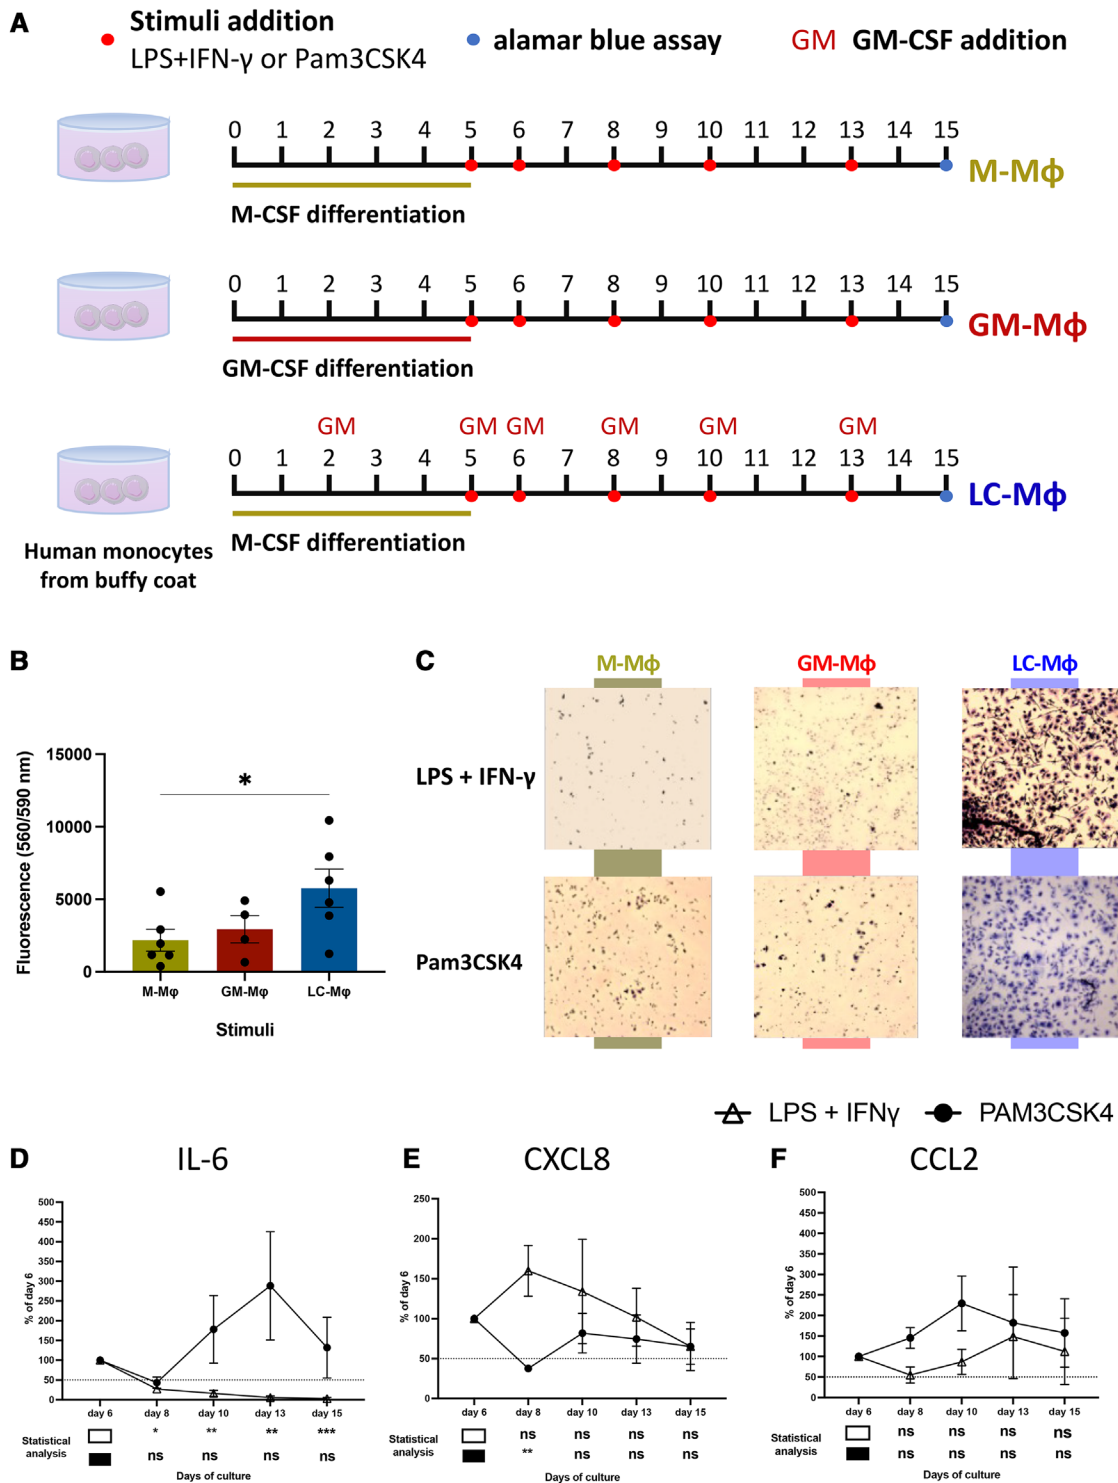 A
Stimuli addition
LPS+IFN-γ or Pam3CSK4
alamar blue assay
GM GM-CSF addition
0 1 2 3 4 5 6 7 8 9 10 11 12 13 14 15
M-Mϕ
M-CSF differentiation
0 1 2 3 4 5 6 7 8 9 10 11 12 13 14 15
GM-Mϕ
GM-CSF differentiation
GM GM GM GM GM GM
0 1 2 3 4 5 6 7 8 9 10 11 12 13 14 15
LC-Mϕ
M-CSF differentiation
Human monocytes
from buffy coat
B
Fluorescence (560/590 nm)
15000
10000
5000
0
*
M-Mφ GM-Mφ LC-Mφ
Stimuli
C
M-Mϕ GM-Mϕ LC-Mϕ
LPS + IFN-γ
Pam3CSK4
LPS + IFNγ PAM3CSK4
D
IL-6
% of day 6
500
450
400
350
300
250
200
150
100
50
0
day 6 day 8 day 10 day 13 day 15
Statistical
analysis
* ** ** ***
ns ns ns ns
Days of culture
E
CXCL8
% of day 6
250
200
150
100
50
0
day 6 day 8 day 10 day 13 day 15
Statistical
analysis
ns ns ns ns
** ns ns ns
Days of culture
F
CCL2
% of day 6
500
450
400
350
300
250
200
150
100
50
0
day 6 day 8 day 10 day 13 day 15
Statistical
analysis
ns ns ns ns
ns ns ns ns
Days of culture